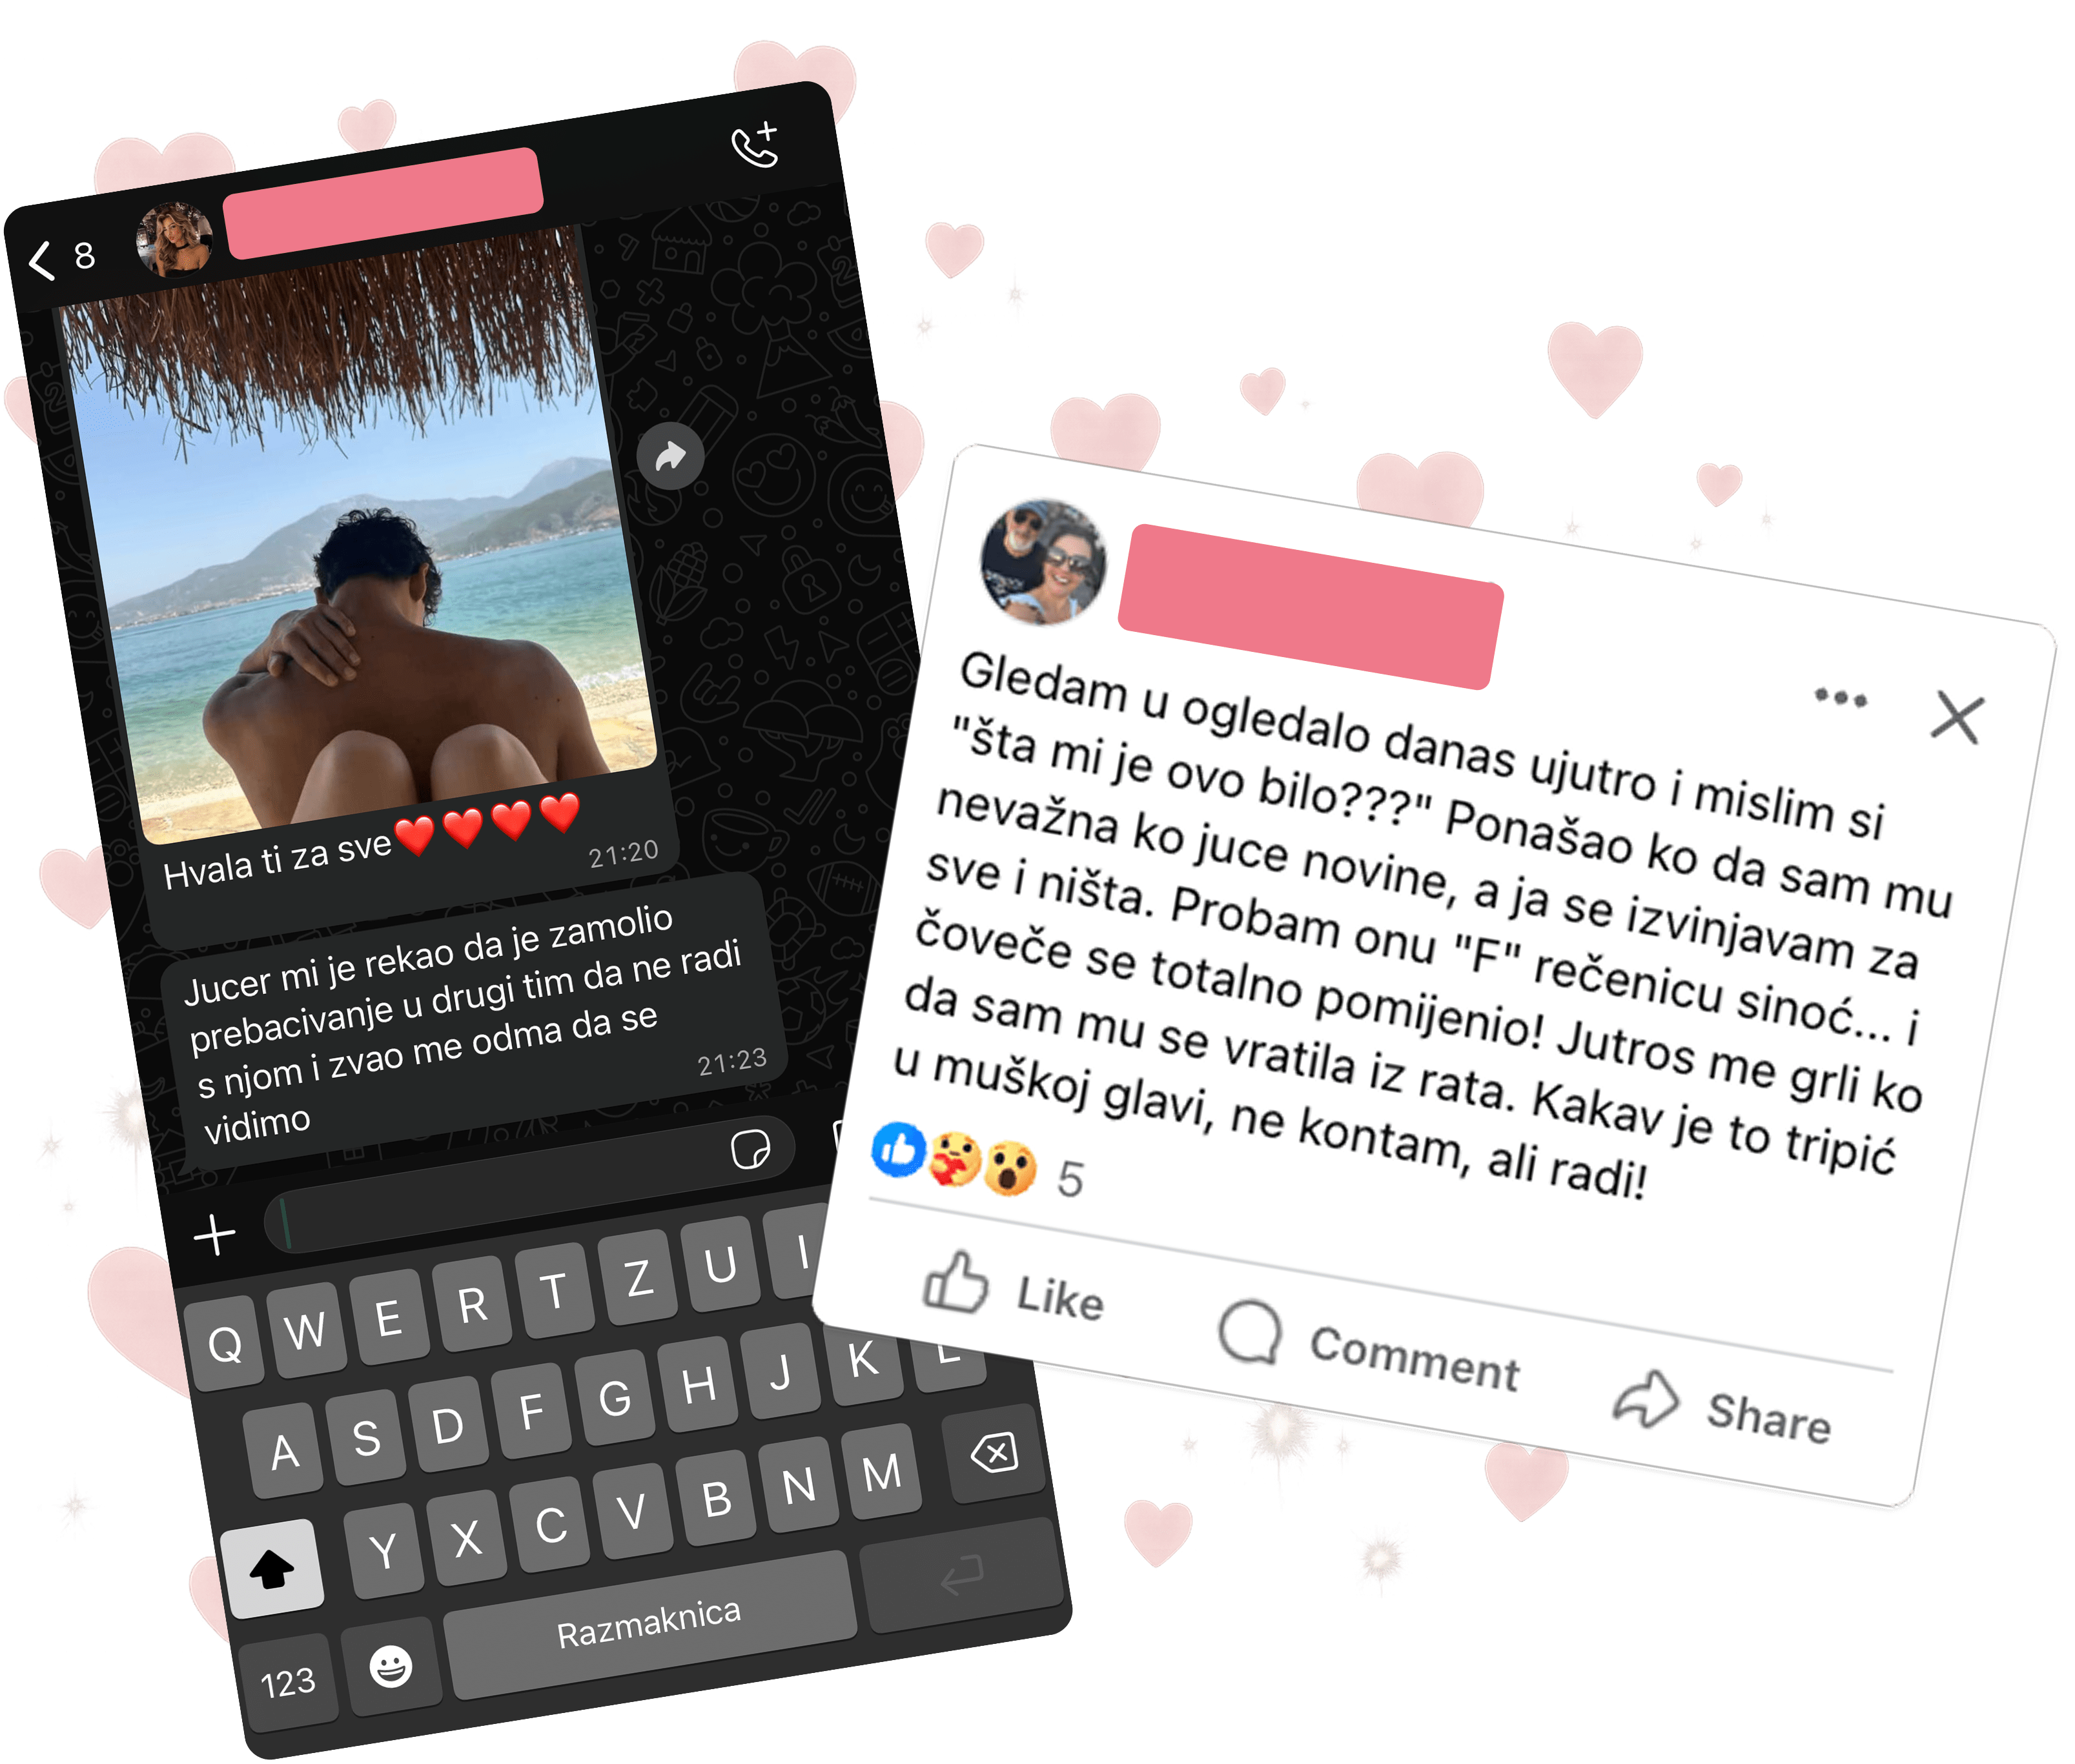 8
Hvala ti za sve❤️❤️❤️❤️
21:20
Jucer mi je rekao da je zamolio
prebacivanje u drugi tim da ne radi
s njom i zvao me odma da se
vidimo
21:23
Q W E R T Z U I
A S D F G H J K L
Y X C V B N M
123
Razmaknica
Gledam u ogledalo danas ujutro i mislim si
"šta mi je ovo bilo???" Ponašao ko da sam mu
nevažna ko juce novine, a ja se izvinjavam za
sve i ništa. Probam onu "F" rečenicu sinoć... i
čoveče se totalno pomijenio! Jutros me grli ko
da sam mu se vratila iz rata. Kakav je to tripić
u muškoj glavi, ne kontam, ali radi!
5
Like
Comment
Share